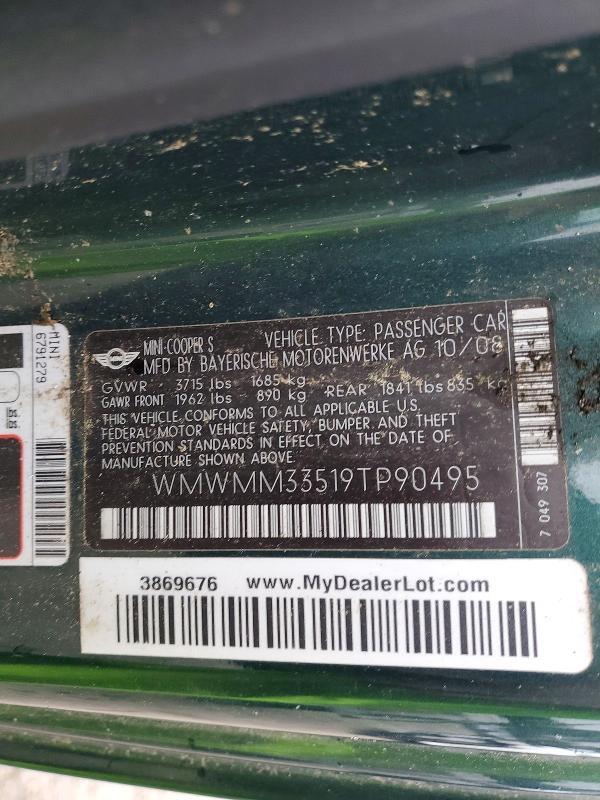 MINI-COOPER S VEHICLE TYPE: PASSENGER CAR
MFD BY BAYERISCHE MOTORENWERKE AG 10/08
GVWR 3715 lbs 1685 kg
GAWR FRONT 1962 lbs 890 kg REAR 1841 lbs 835 kg
THIS VEHICLE CONFORMS TO ALL APPLICABLE U.S.
FEDERAL MOTOR VEHICLE SAFETY, BUMPER, AND THEFT
PREVENTION STANDARDS IN EFFECT ON THE DATE OF
MANUFACTURE SHOWN ABOVE.
WMWMM33519TP90495
7 049 307
MINI
6791229
lbs.
lbs.
3869676 www.MyDealerLot.com